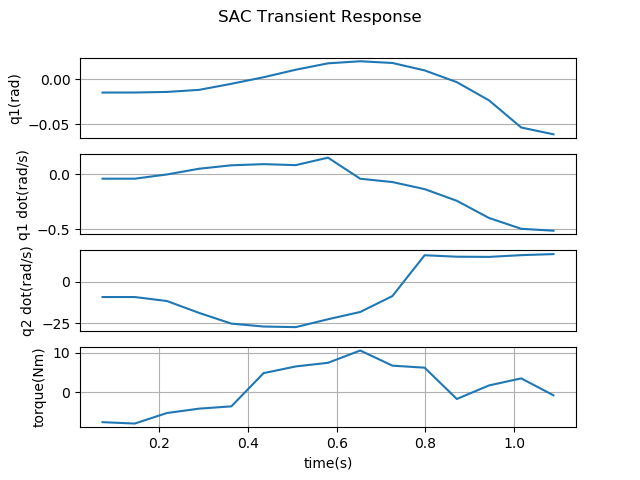 SAC Transient Response
q1(rad)
0.00
−0.05
q1 dot(rad/s)
0.0
−0.5
q2 dot(rad/s)
0
−25
torque(Nm)
10
0
0.2 0.4 0.6 0.8 1.0
time(s)